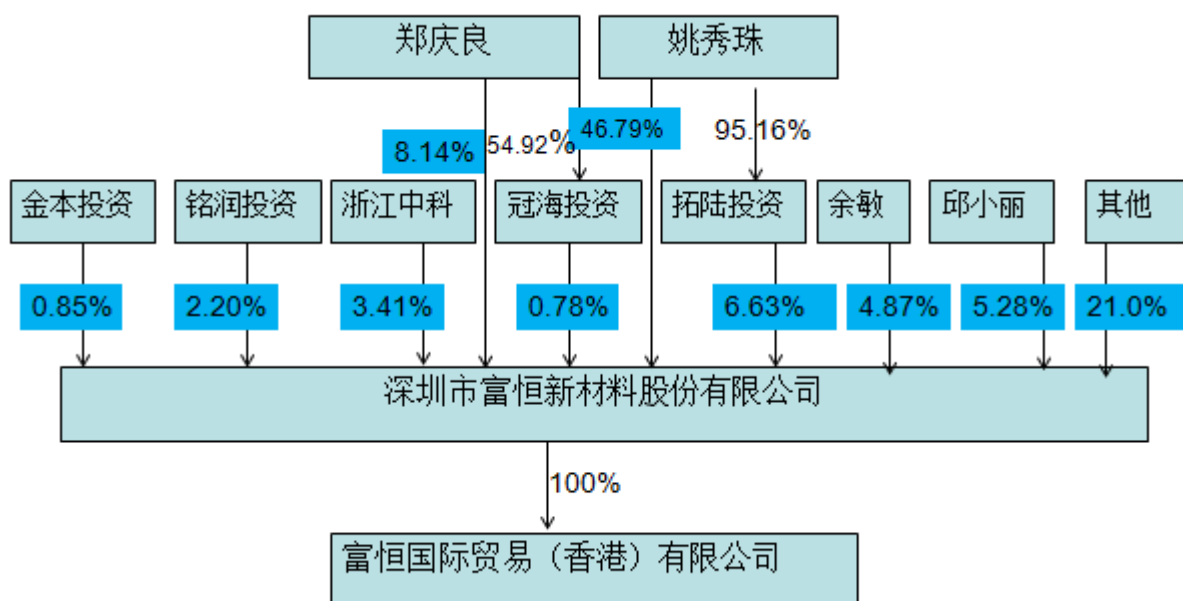 郑庆良
姚秀珠
8.14%
54.92%
46.79%
95.16%
金本投资
铭润投资
浙江中科
冠海投资
拓陆投资
余敏
邱小丽
其他
0.85%
2.20%
3.41%
0.78%
6.63%
4.87%
5.28%
21.0%
深圳市富恒新材料股份有限公司
100%
富恒国际贸易（香港）有限公司